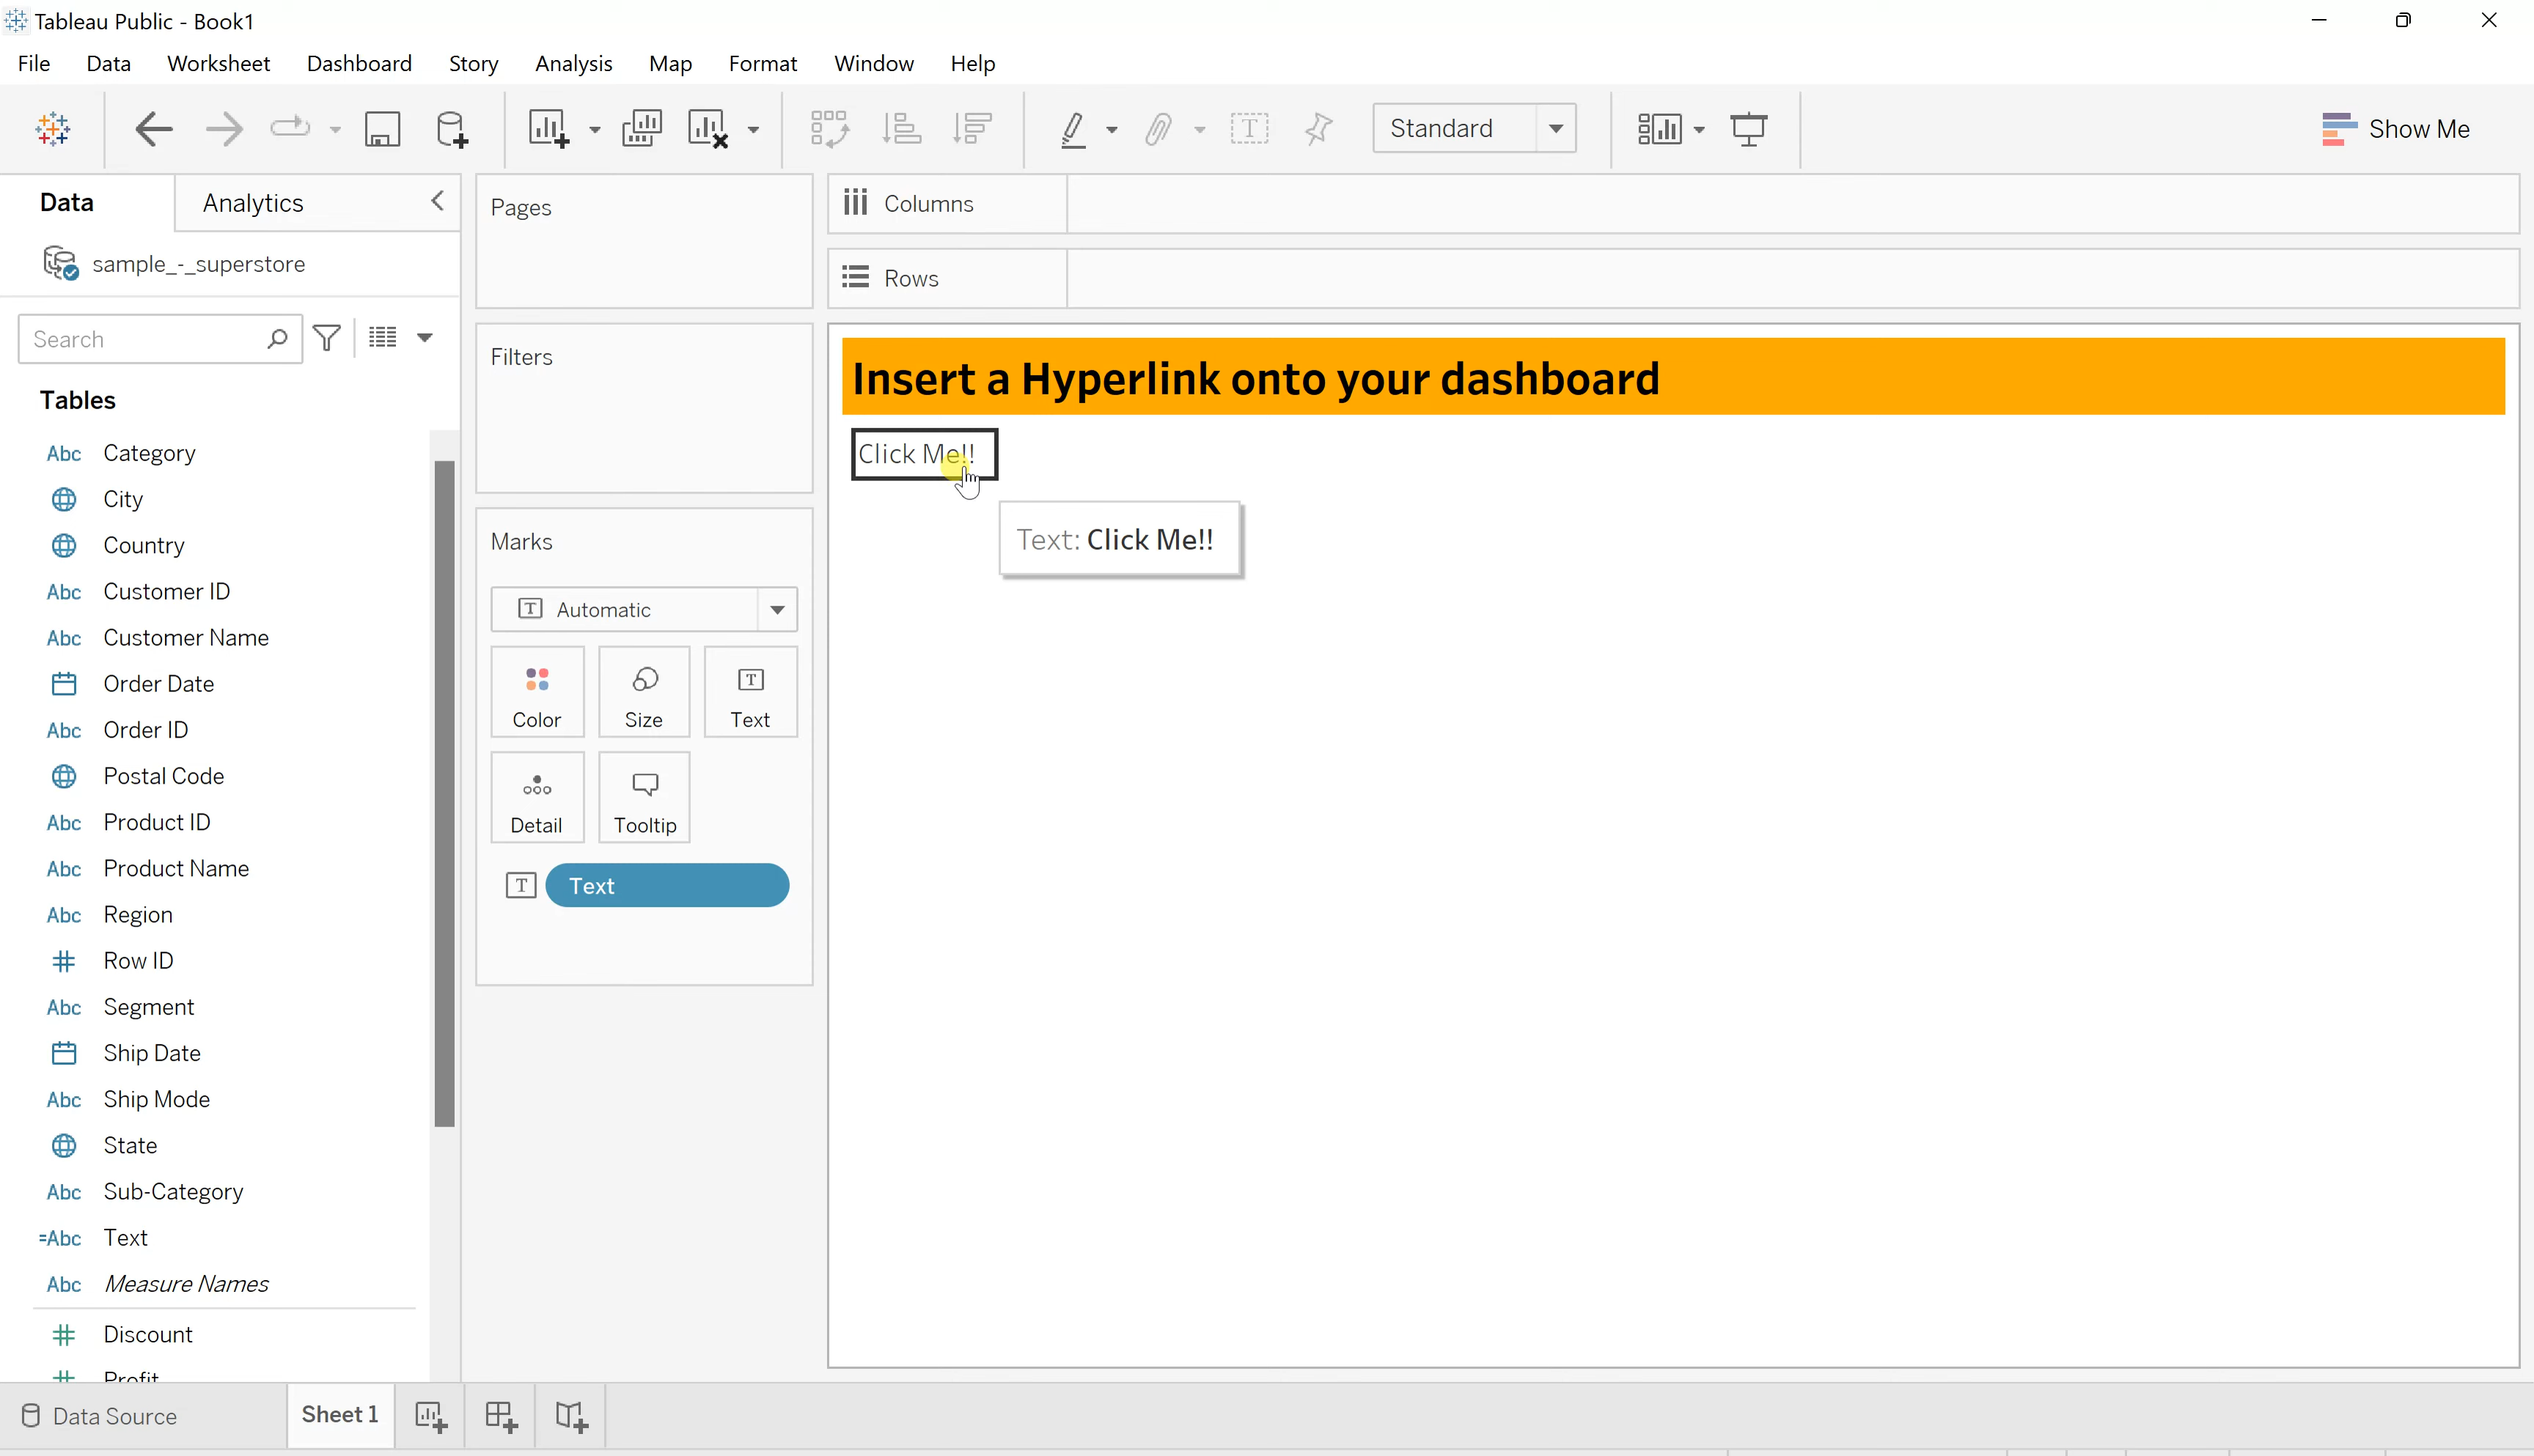 Tableau Public - Book1
File Data Worksheet Dashboard Story Analysis Map Format Window Help
Standard
Show Me
Data Analytics
sample_-_superstore
Search
Tables
Abc Category
City
Country
Abc Customer ID
Abc Customer Name
Order Date
Abc Order ID
Postal Code
Abc Product ID
Abc Product Name
Abc Region
# Row ID
Abc Segment
Ship Date
Abc Ship Mode
State
Abc Sub-Category
=Abc Text
Abc Measure Names
# Discount
# Profit
Pages
Filters
Marks
T Automatic
Color Size T Text
Detail Tooltip
T Text
Columns
Rows
Insert a Hyperlink onto your dashboard
Click Me!!
Text: Click Me!!
Data Source Sheet 1